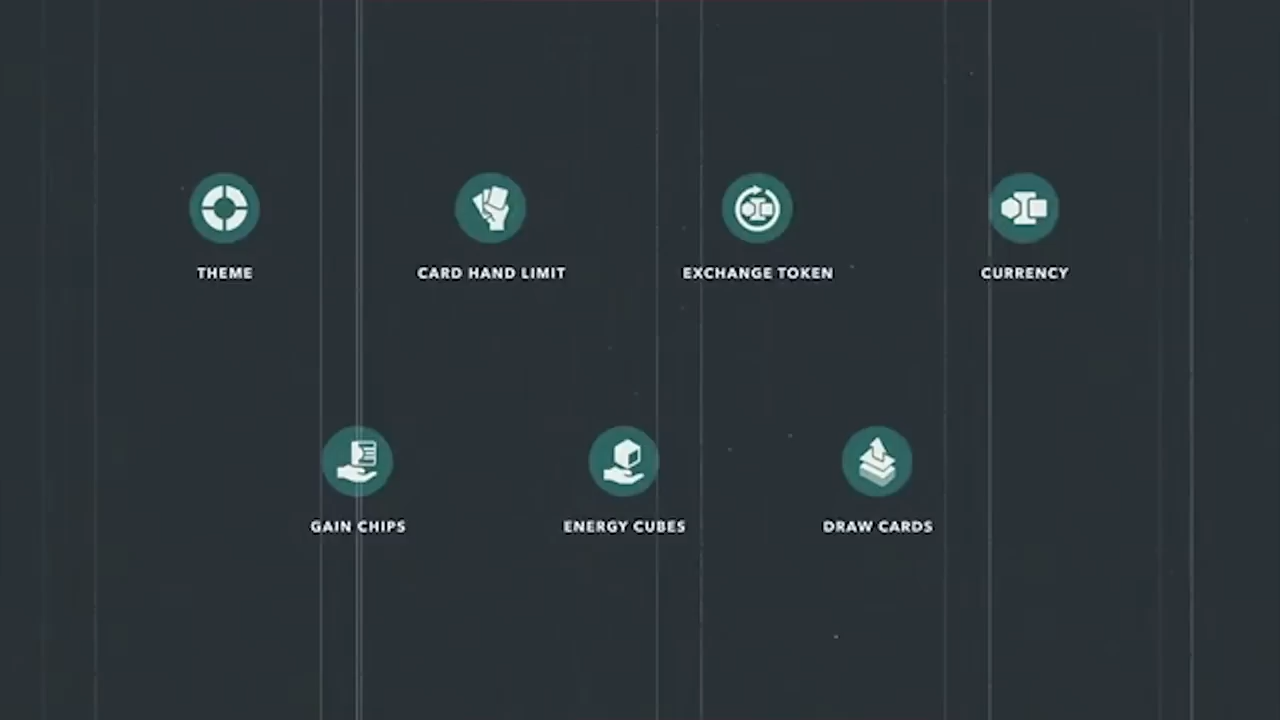 THEME
CARD HAND LIMIT
EXCHANGE TOKEN
CURRENCY
GAIN CHIPS
ENERGY CUBES
DRAW CARDS